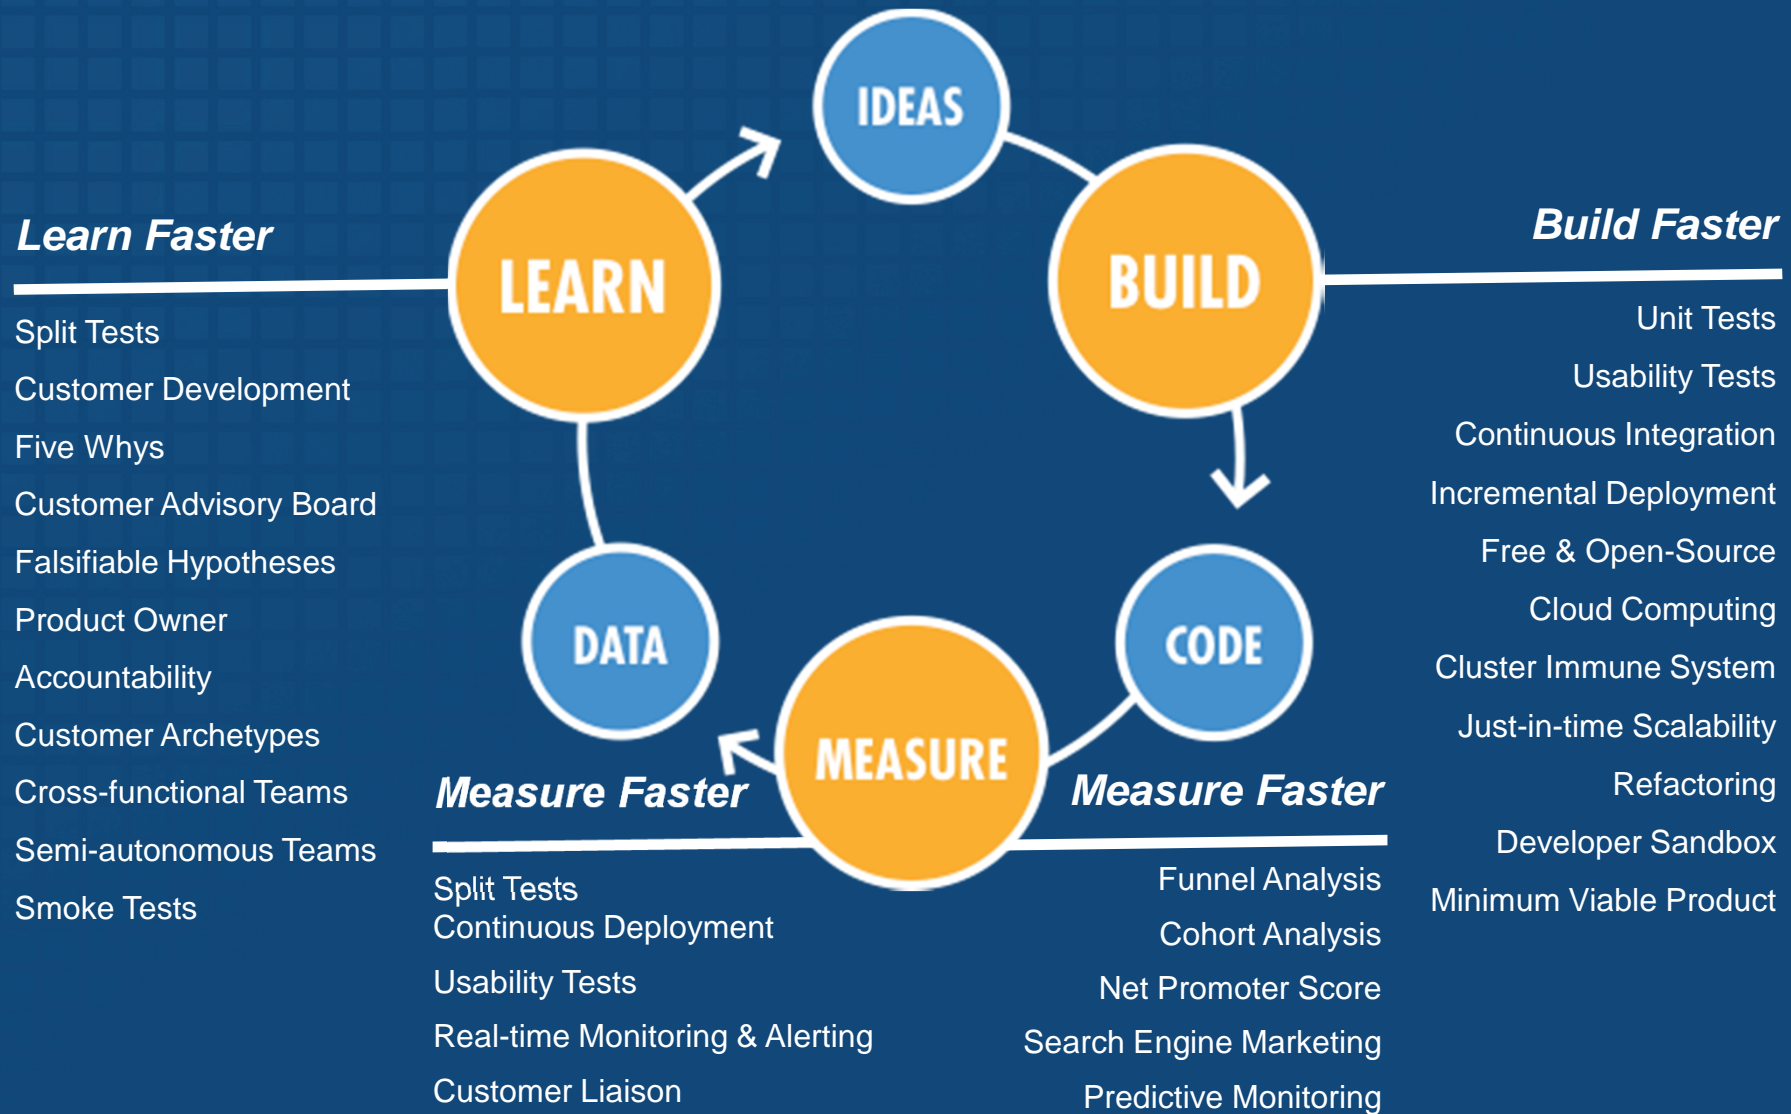 IDEAS
LEARN
BUILD
DATA
CODE
MEASURE
Learn Faster
Split Tests
Customer Development
Five Whys
Customer Advisory Board
Falsifiable Hypotheses
Product Owner
Accountability
Customer Archetypes
Cross-functional Teams
Semi-autonomous Teams
Smoke Tests
Measure Faster
Split Tests
Continuous Deployment
Usability Tests
Real-time Monitoring & Alerting
Customer Liaison
Measure Faster
Funnel Analysis
Cohort Analysis
Net Promoter Score
Search Engine Marketing
Predictive Monitoring
Build Faster
Unit Tests
Usability Tests
Continuous Integration
Incremental Deployment
Free & Open-Source
Cloud Computing
Cluster Immune System
Just-in-time Scalability
Refactoring
Developer Sandbox
Minimum Viable Product